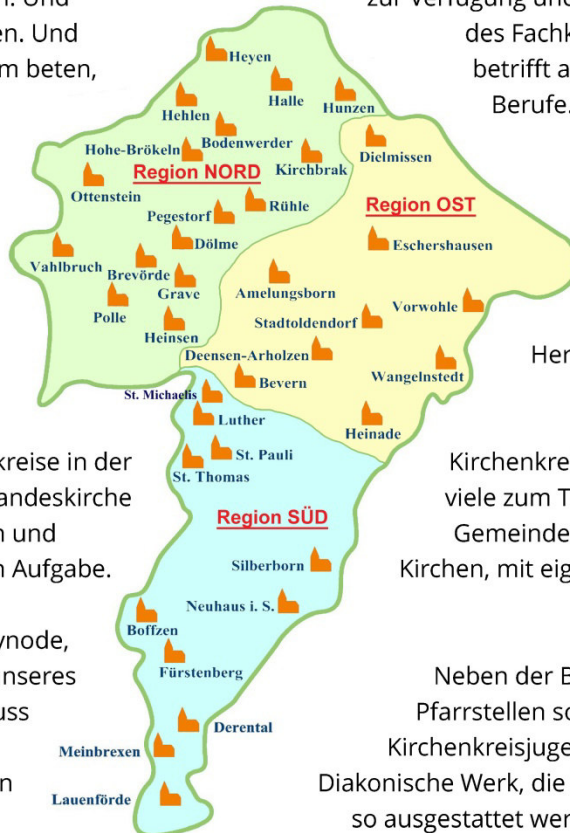 en. Und
zur Verfügung und
en. Und
des Fachk
m beten,
betrifft a
Berufe.
Heyen
Halle
Hunzen
Hehlen
Bodenwerder
Dielmissen
Hohe-Brökeln
Kirchbrak
Region NORD
Ottenstein
Rühle
Region OST
Pegestorf
Dölme
Eschershausen
Vahlbruch
Brevörde
Grave
Amelungsborn
Polle
Vorwohle
Stadtoldendorf
Heinsen
Deensen-Arholzen
Her
Wangelnstedt
Bevern
St. Michaelis
Luther
Heinade
St. Pauli
kreise in der
Kirchenkre
St. Thomas
andeskirche
viele zum T
n und
Gemeinde
Region SÜD
n Aufgabe.
Kirchen, mit eig
Silberborn
Neuhaus i. S.
Boffzen
ynode,
Fürstenberg
nseres
Neben der B
uss
Pfarrstellen so
Derental
Kirchenkreisjuge
Meinbrexen
n
Diakonische Werk, die
Lauenförde
so ausgestattet wer